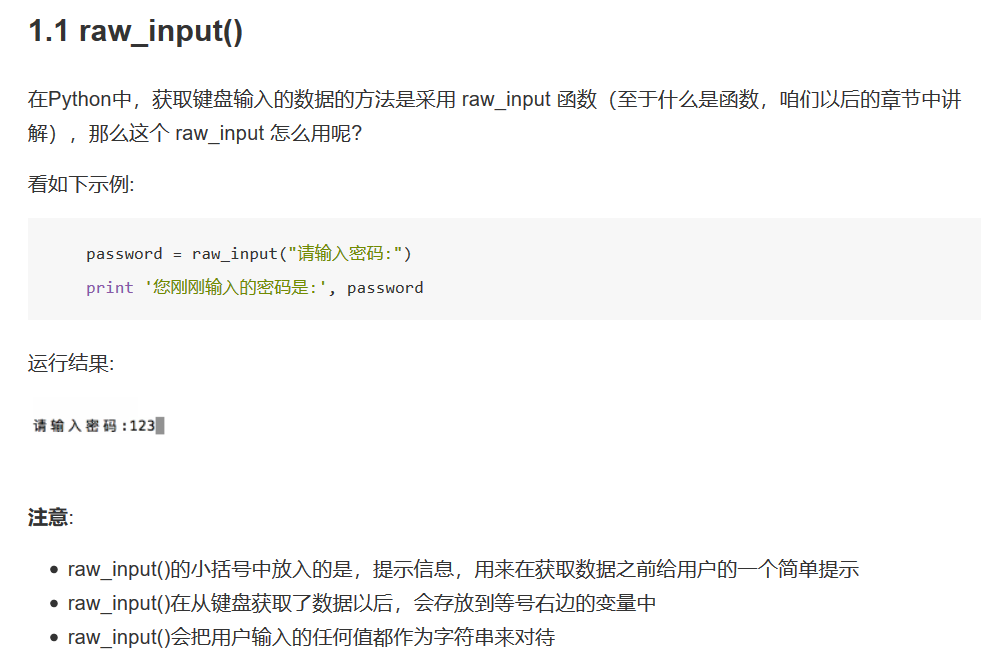 1.1 raw_input()
在Python中，获取键盘输入的数据的方法是采用 raw_input 函数（至于什么是函数，咱们以后的章节中讲
解），那么这个 raw_input 怎么用呢?
看如下示例:
password = raw_input("请输入密码:")
print '您刚刚输入的密码是:', password
运行结果:
请输入密码:123
注意:
• raw_input()的小括号中放入的是，提示信息，用来在获取数据之前给用户的一个简单提示
• raw_input()在从键盘获取了数据以后，会存放到等号右边的变量中
• raw_input()会把用户输入的任何值都作为字符串来对待